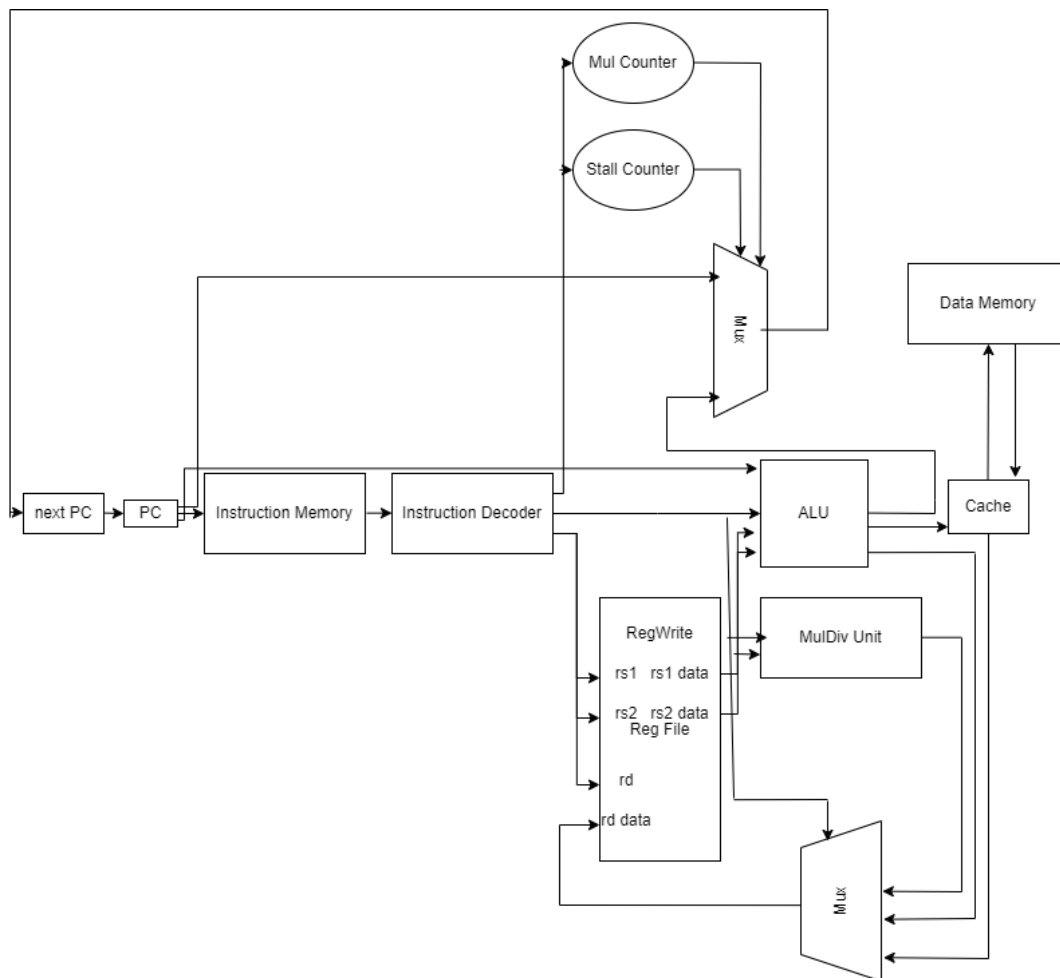 Mul Counter
Stall Counter
Mux
Data Memory
next PC
PC
Instruction Memory
Instruction Decoder
ALU
Cache
RegWrite
MulDiv Unit
rs1 rs1 data
rs2 rs2 data
Reg File
rd
rd data
Mux